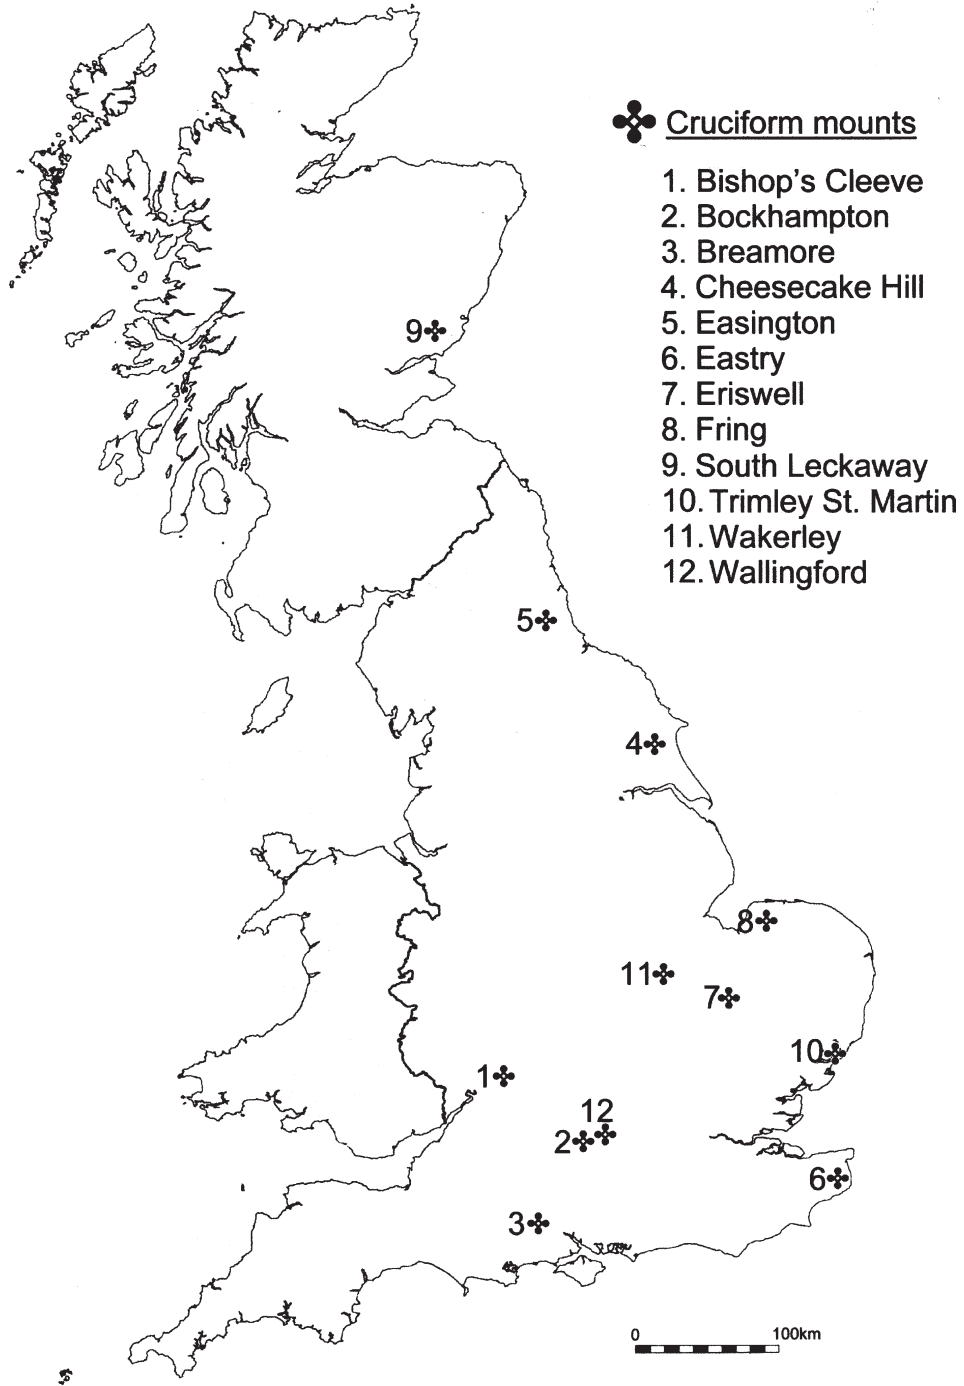 Cruciform mounts
1. Bishop's Cleeve
2. Bockhampton
3. Breamore
4. Cheesecake Hill
5. Easington
6. Eastry
7. Eriswell
8. Fring
9. South Leckaway
10. Trimley St. Martin
11. Wakerley
12. Wallingford
9
5
4
8
11
7
10
1
12
2
6
3
0 100km